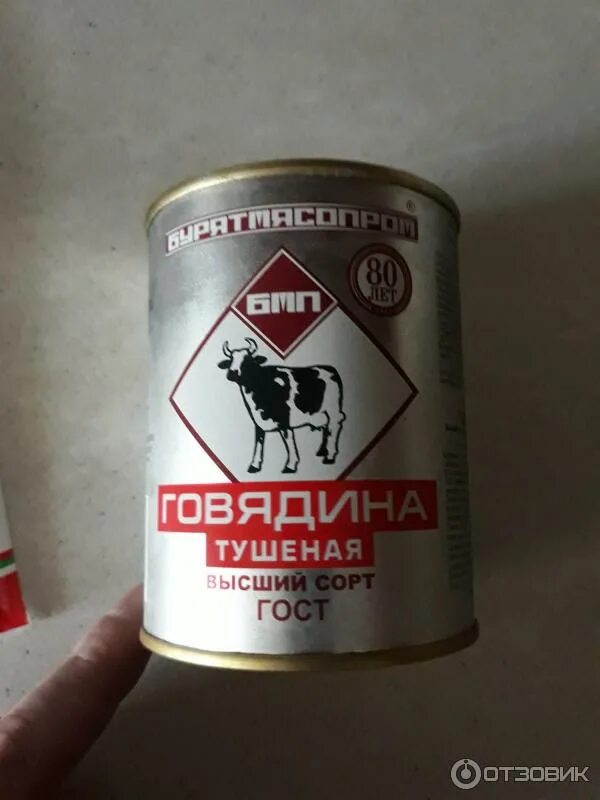 БУРЯТМЯСОПРОМ®
80
ЛЕТ
БМП
ГОВЯДИНА
ТУШЕНАЯ
ВЫСШИЙ СОРТ
ГОСТ
ОТЗОВИК